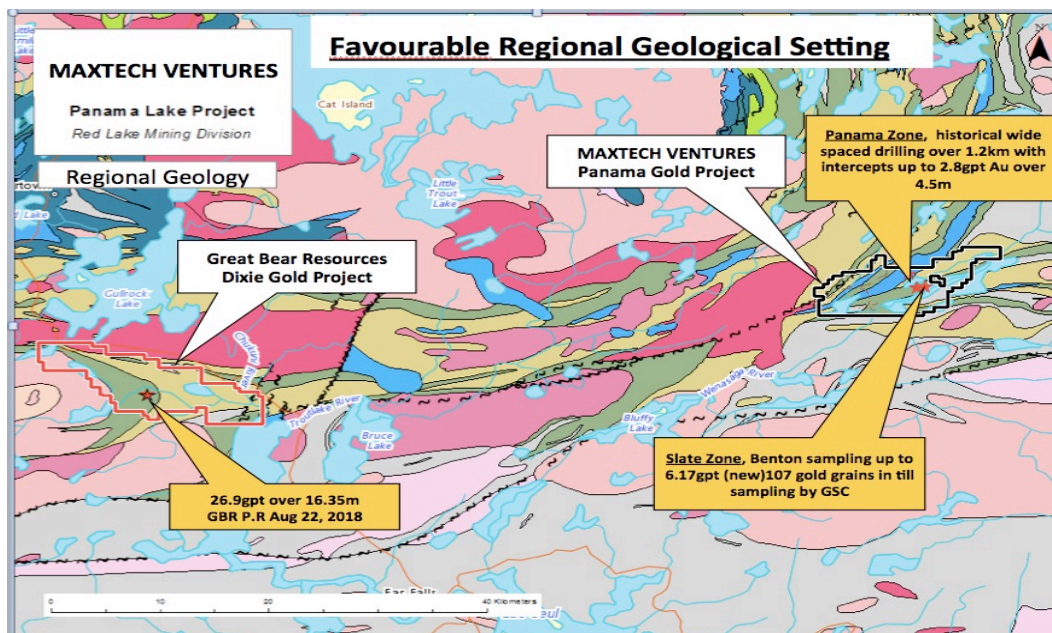 Favourable Regional Geological Setting
MAXTECH VENTURES
Panama Lake Project
Red Lake Mining Division
Regional Geology
N
Cat Island
Little
Lake
Lake
MAXTECH VENTURES
Panama Gold Project
Panama Zone, historical wide
spaced drilling over 1.2km with
intercepts up to 2.8gpt Au over
4.5m
Little
Trout
Lake
Great Bear Resources
Dixie Gold Project
Gullrock
Lake
Chukuni River
Troutlake River
Bruce
Lake
Bluffy
Lake
Wenasaga River
26.9gpt over 16.35m
GBR P.R Aug 22, 2018
Slate Zone, Benton sampling up to
6.17gpt (new)107 gold grains in till
sampling by GSC
Ear Falls
0 10 20 40 Kilometers